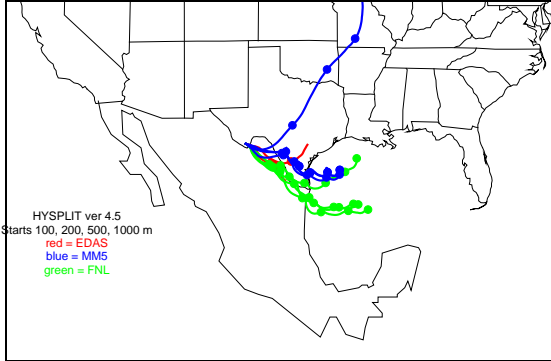 HYSPLIT ver 4.5
Starts 100, 200, 500, 1000 m
red = EDAS
blue = MM5
green = FNL